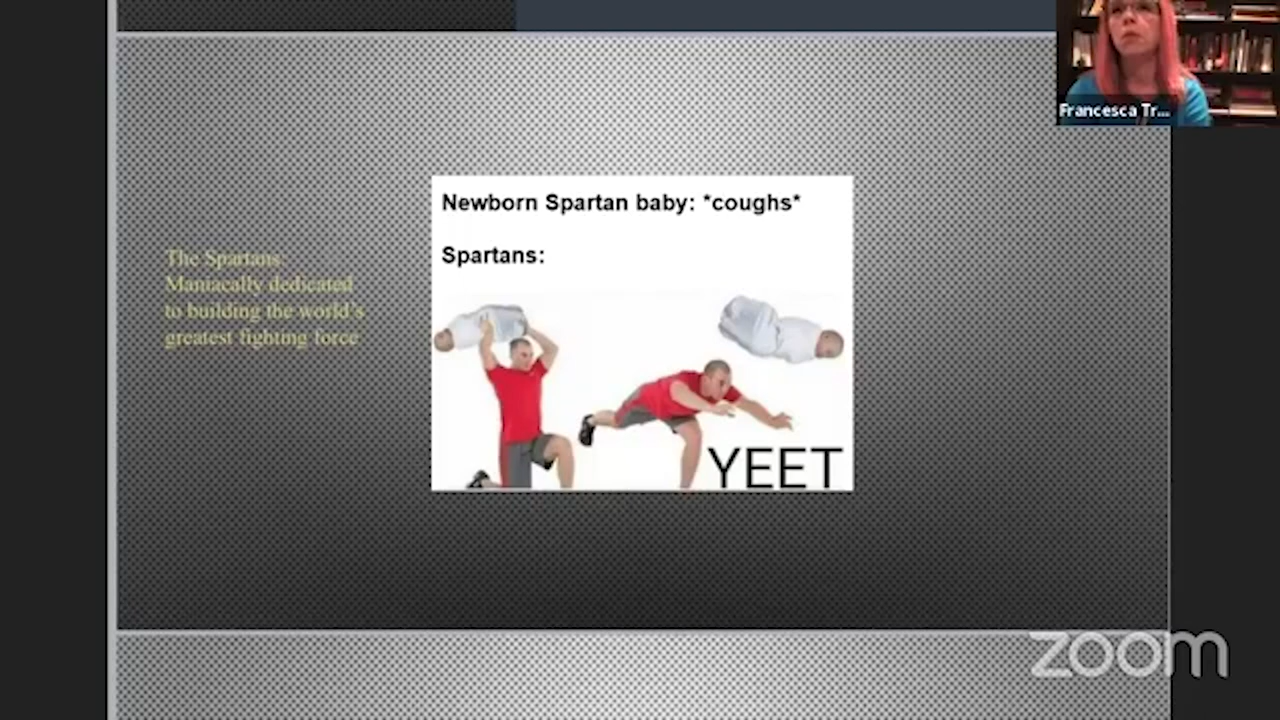 Francesca Tr...
Newborn Spartan baby: *coughs*
Spartans:
The Spartans
Maniacally dedicated
to building the world's
greatest fighting force
YEET
zoom